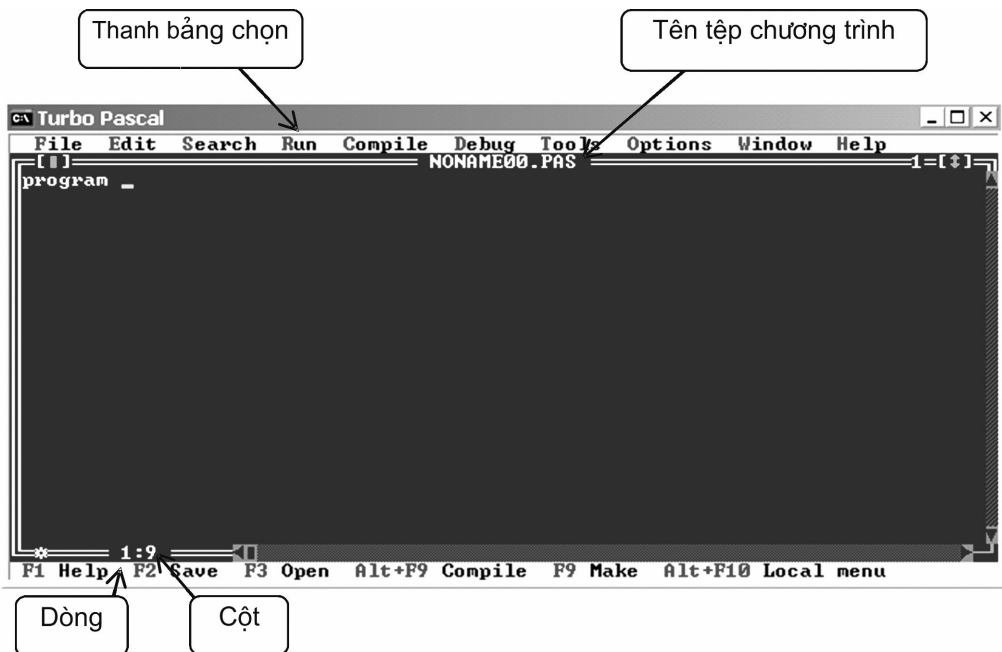 Thanh bảng chọn
Tên tệp chương trình
Turbo Pascal
File Edit Search Run Compile Debug Tools Options Window Help
NONAME00.PAS 1
program _
1:9
F1 Help F2 Save F3 Open Alt+F9 Compile F9 Make Alt+F10 Local menu
Dòng
Cột